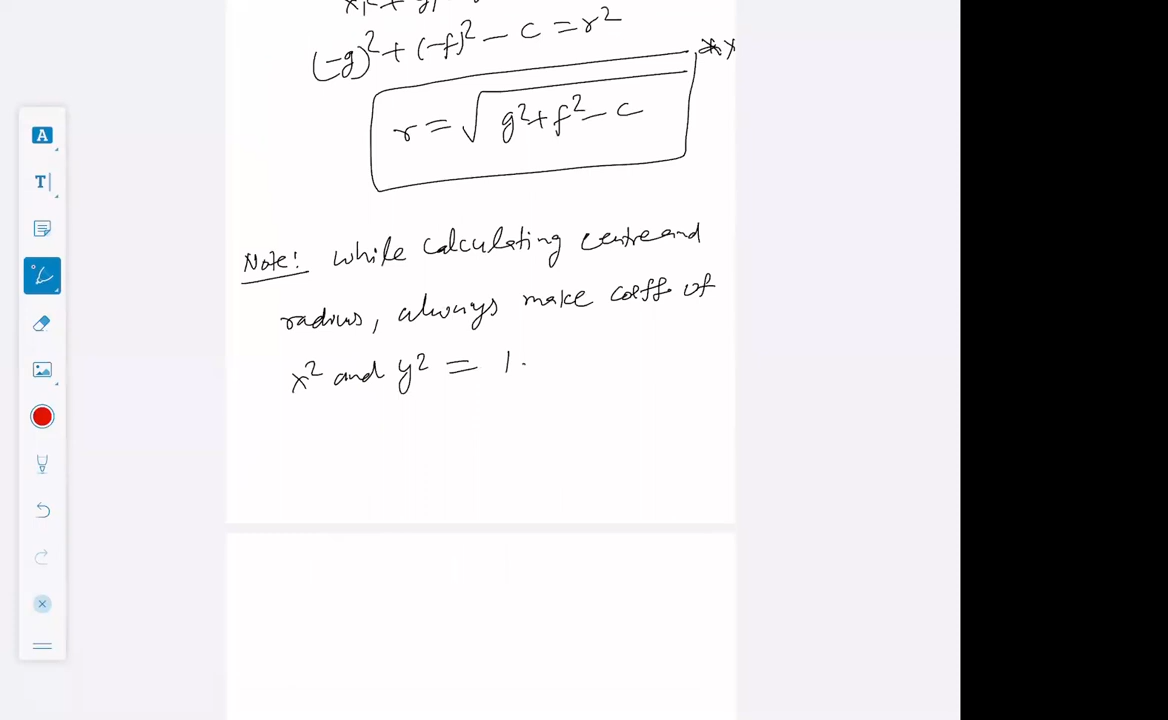 (-g)² + (-f)² - c = r²
r = √g² + f² - c
Note: while calculating centre and
radius, always make coeff. of
x² and y² = 1.
A
T